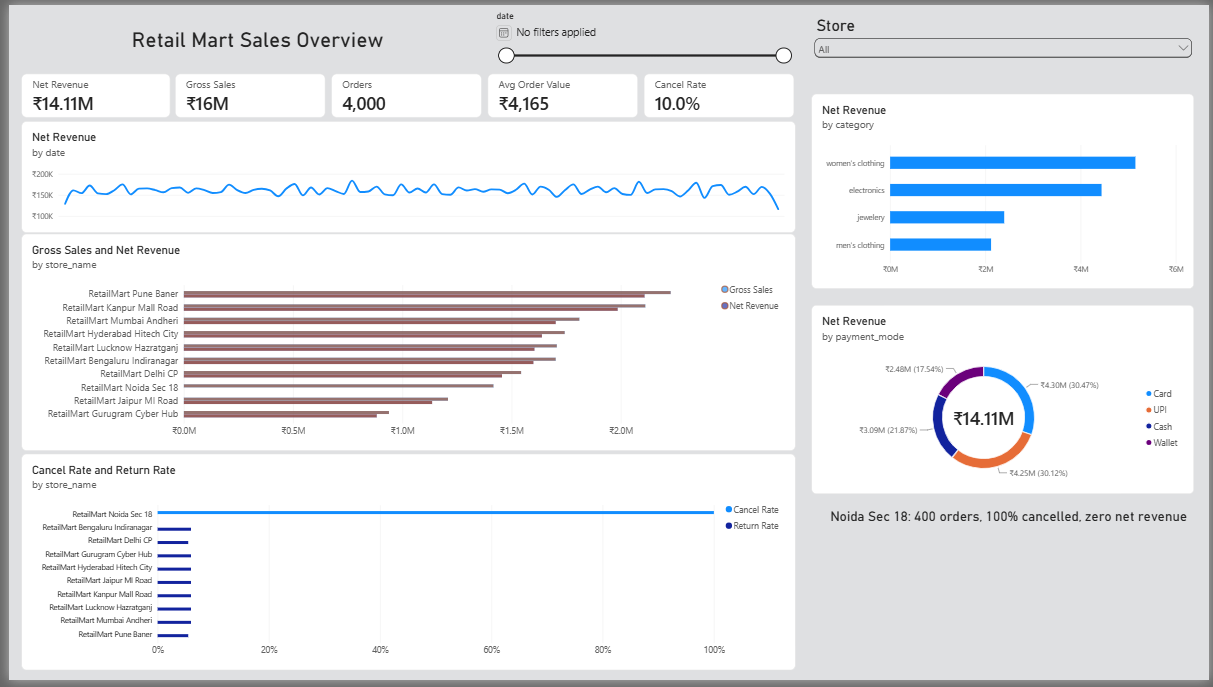 Retail Mart Sales Overview
date
No filters applied
Store
All
Net Revenue
₹14.11M
Gross Sales
₹16M
Orders
4,000
Avg Order Value
₹4,165
Cancel Rate
10.0%
Net Revenue
by date
₹200K
₹150K
₹100K
Gross Sales and Net Revenue
by store_name
RetailMart Pune Baner
RetailMart Kanpur Mall Road
RetailMart Mumbai Andheri
RetailMart Hyderabad Hitech City
RetailMart Lucknow Hazratganj
RetailMart Bengaluru Indiranagar
RetailMart Delhi CP
RetailMart Noida Sec 18
RetailMart Jaipur MI Road
RetailMart Gurugram Cyber Hub
₹0.0M ₹0.5M ₹1.0M ₹1.5M ₹2.0M
Gross Sales
Net Revenue
Cancel Rate and Return Rate
by store_name
RetailMart Noida Sec 18
RetailMart Bengaluru Indiranagar
RetailMart Delhi CP
RetailMart Gurugram Cyber Hub
RetailMart Hyderabad Hitech City
RetailMart Jaipur MI Road
RetailMart Kanpur Mall Road
RetailMart Lucknow Hazratganj
RetailMart Mumbai Andheri
RetailMart Pune Baner
0% 20% 40% 60% 80% 100%
Cancel Rate
Return Rate
Net Revenue
by category
women's clothing
electronics
jewelery
men's clothing
₹0M ₹2M ₹4M ₹6M
Net Revenue
by payment_mode
₹2.48M (17.54%)
₹4.30M (30.47%)
₹14.11M
₹3.09M (21.87%)
₹4.25M (30.12%)
Card
UPI
Cash
Wallet
Noida Sec 18: 400 orders, 100% cancelled, zero net revenue